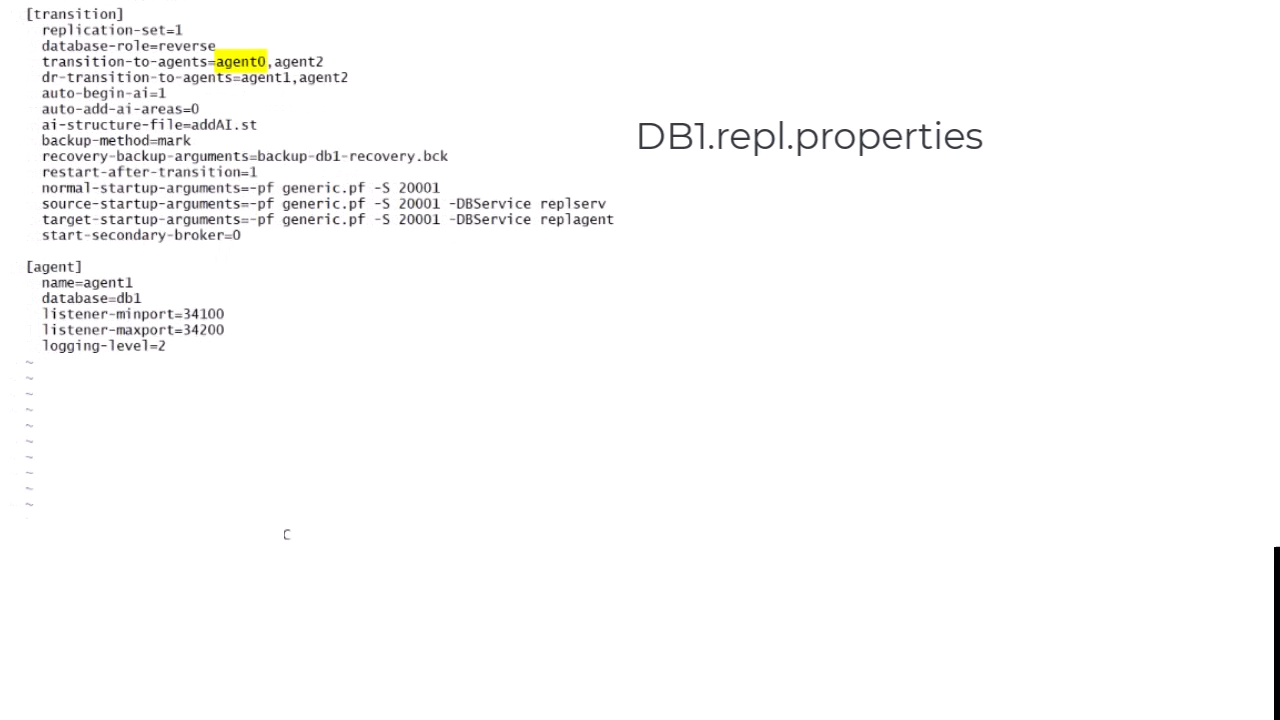 [transition]
replication-set=1
database-role=reverse
transition-to-agents=agent0,agent2
dr-transition-to-agents=agent1,agent2
auto-begin-ai=1
auto-add-ai-areas=0
ai-structure-file=addAI.st
backup-method=mark
recovery-backup-arguments=backup-db1-recovery.bck
restart-after-transition=1
normal-startup-arguments=-pf generic.pf -S 20001
source-startup-arguments=-pf generic.pf -S 20001 -DBService replserv
target-startup-arguments=-pf generic.pf -S 20001 -DBService replagent
start-secondary-broker=0
[agent]
name=agent1
database=db1
listener-minport=34100
listener-maxport=34200
logging-level=2
~
~
~
~
~
~
~
~
~
~
C
DB1.repl.properties